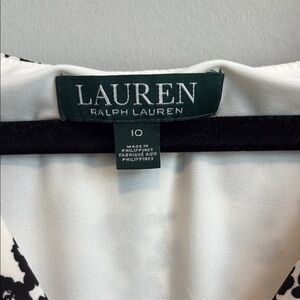 LAUREN
RALPH LAUREN
10
MADE IN
PHILIPPINES
FABRIQUÉ AUX
PHILIPPINES